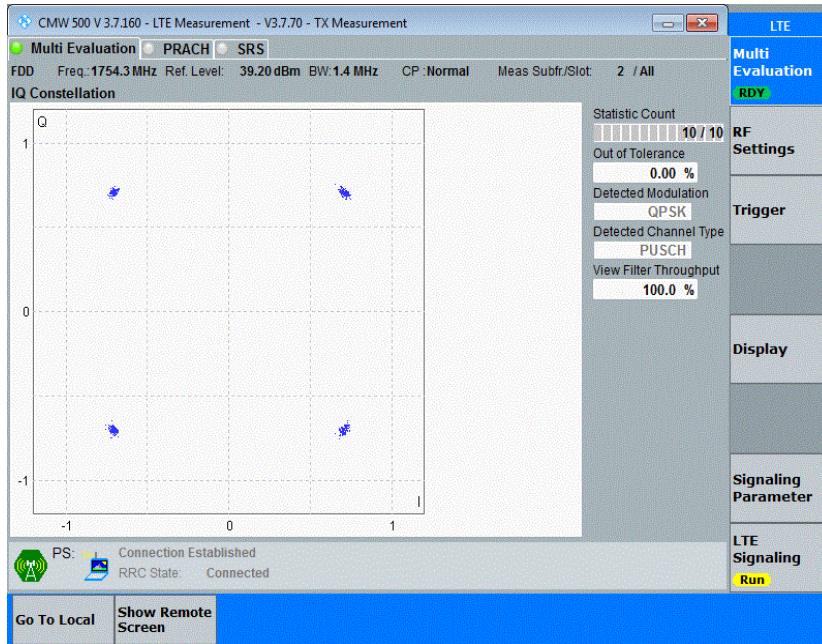 CMW 500 V 3.7.160 - LTE Measurement - V3.7.70 - TX Measurement
LTE
Multi Evaluation PRACH SRS
Multi
Evaluation
RDY
FDD Freq.:1754.3 MHz Ref. Level: 39.20 dBm BW:1.4 MHz CP :Normal Meas Subfr./Slot: 2 / All
IQ Constellation
Q
1
0
-1
-1 0 1
I
Statistic Count
10 / 10
Out of Tolerance
0.00 %
Detected Modulation
QPSK
Detected Channel Type
PUSCH
View Filter Throughput
100.0 %
RF
Settings
Trigger
Display
Signaling
Parameter
LTE
Signaling
Run
PS: Connection Established
RRC State: Connected
Go To Local
Show Remote
Screen